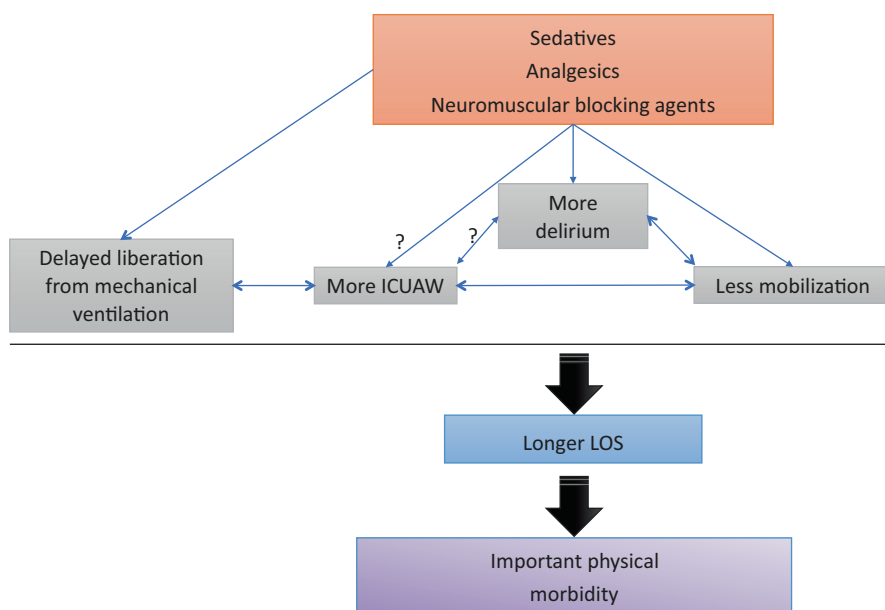 Sedatives
Analgesics
Neuromuscular blocking agents
More
delirium
?
?
Delayed liberation
from mechanical
ventilation
More ICUAW
Less mobilization
Longer LOS
Important physical
morbidity